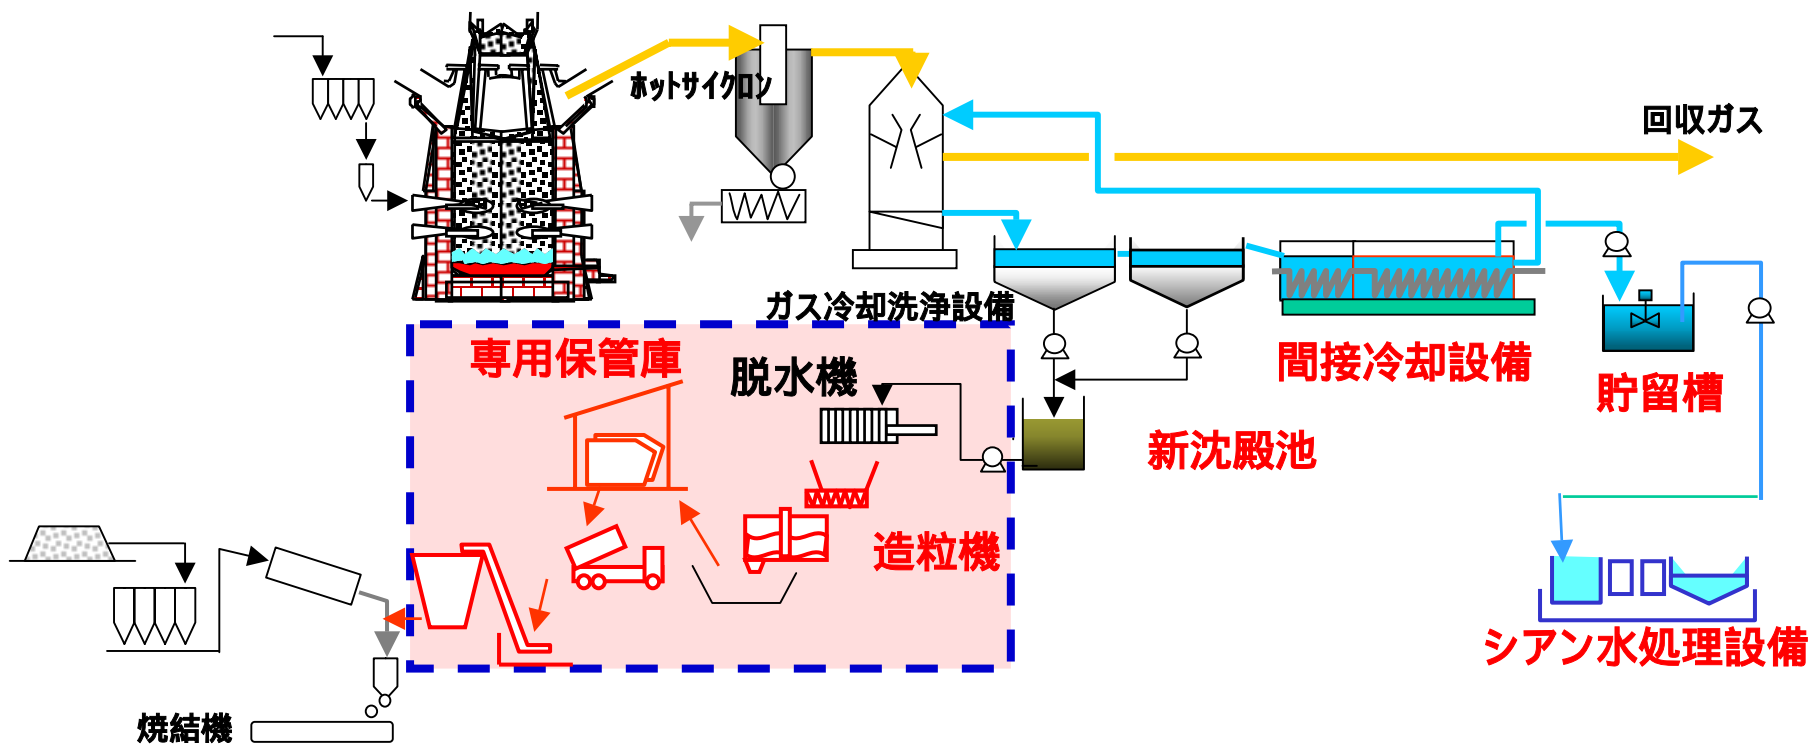 ホットサイクロン
回収ガス
ガス冷却洗浄設備
専用保管庫
脱水機
間接冷却設備
貯留槽
新沈殿池
造粒機
シアン水処理設備
焼結機